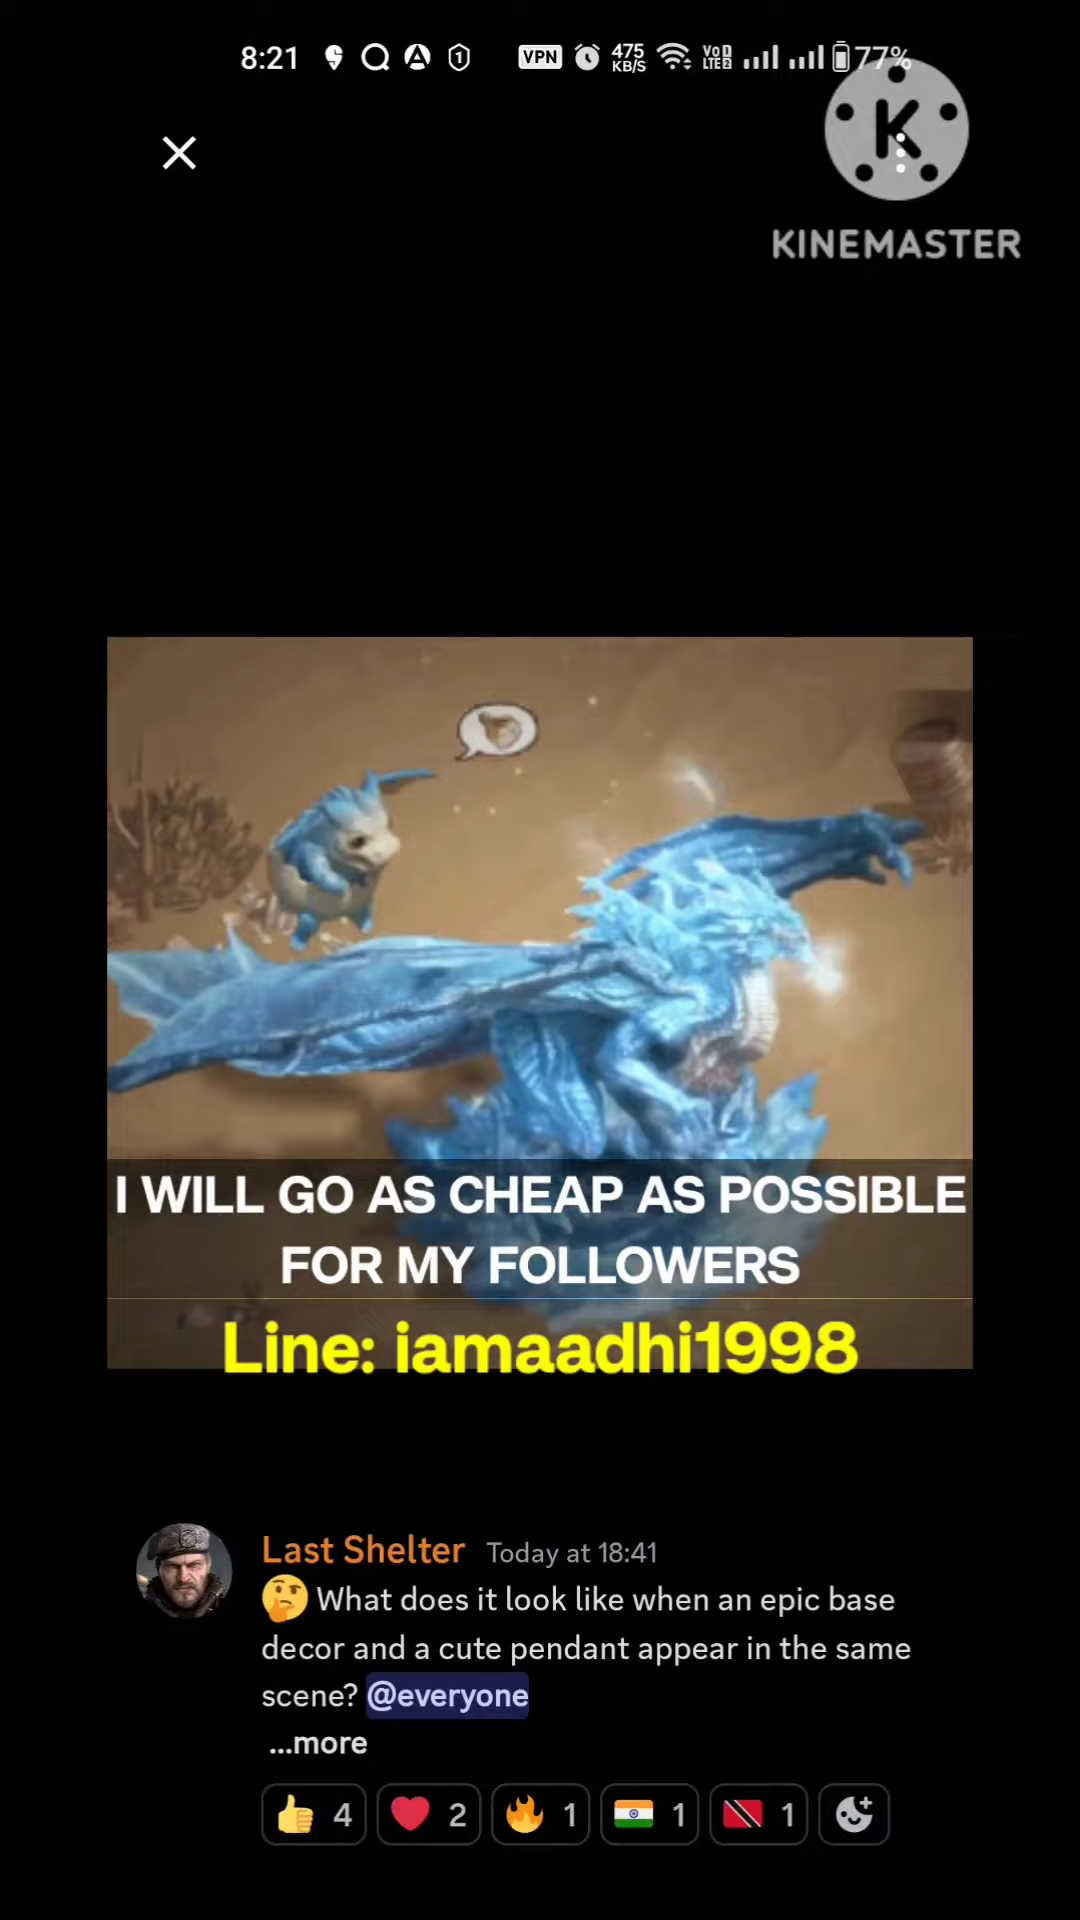 8:21 VPN 475 KB/S VoD LTE2 77%
K
KINEMASTER
I WILL GO AS CHEAP AS POSSIBLE
FOR MY FOLLOWERS
Line: iamaadhi1998
Last Shelter Today at 18:41
🤔 What does it look like when an epic base
decor and a cute pendant appear in the same
scene? @everyone
...more
👍 4 ❤️ 2 🔥 1 🇮🇳 1 🇹🇹 1